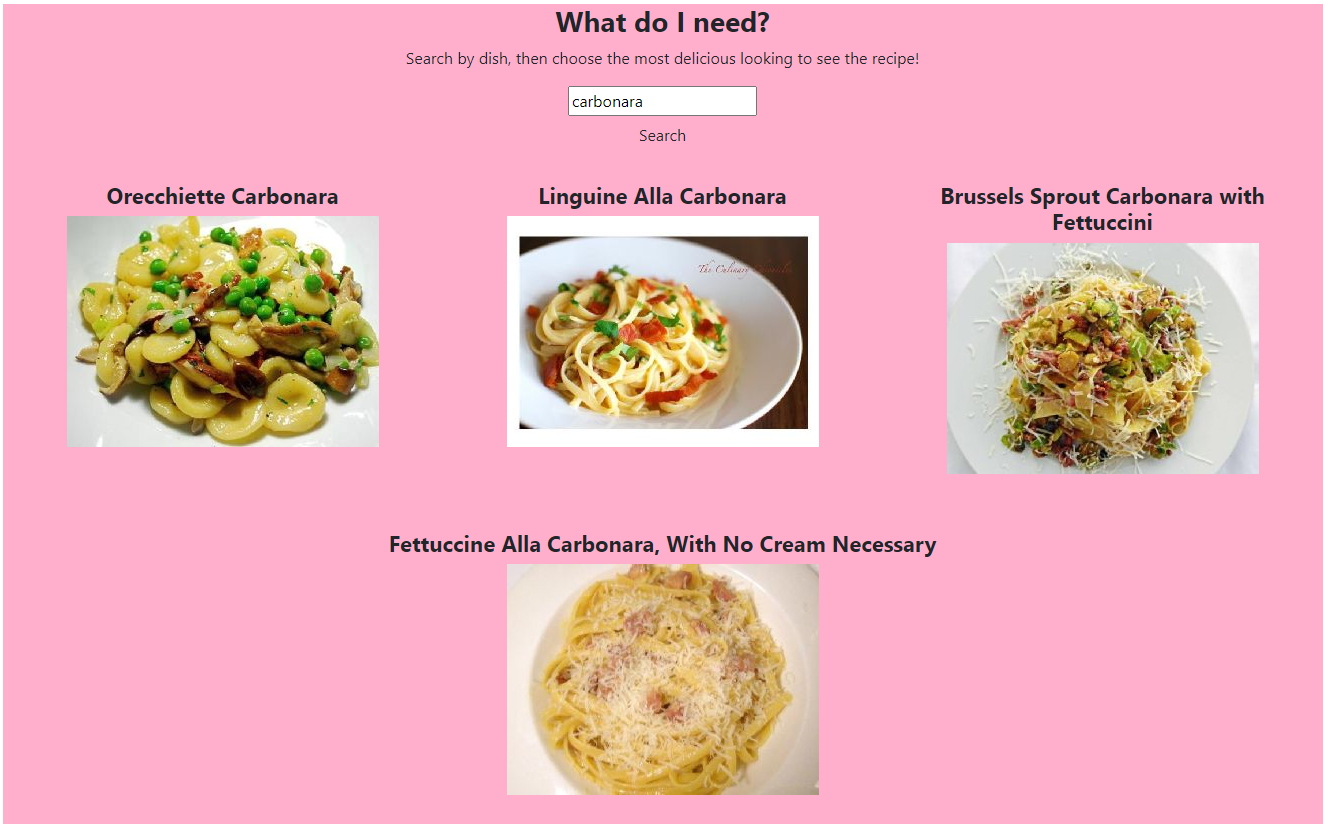 What do I need?
Search by dish, then choose the most delicious looking to see the recipe!
carbonara
Search
Orecchiette Carbonara
Linguine Alla Carbonara
Brussels Sprout Carbonara with
Fettuccini
The Culinary Chronicles
Fettuccine Alla Carbonara, With No Cream Necessary